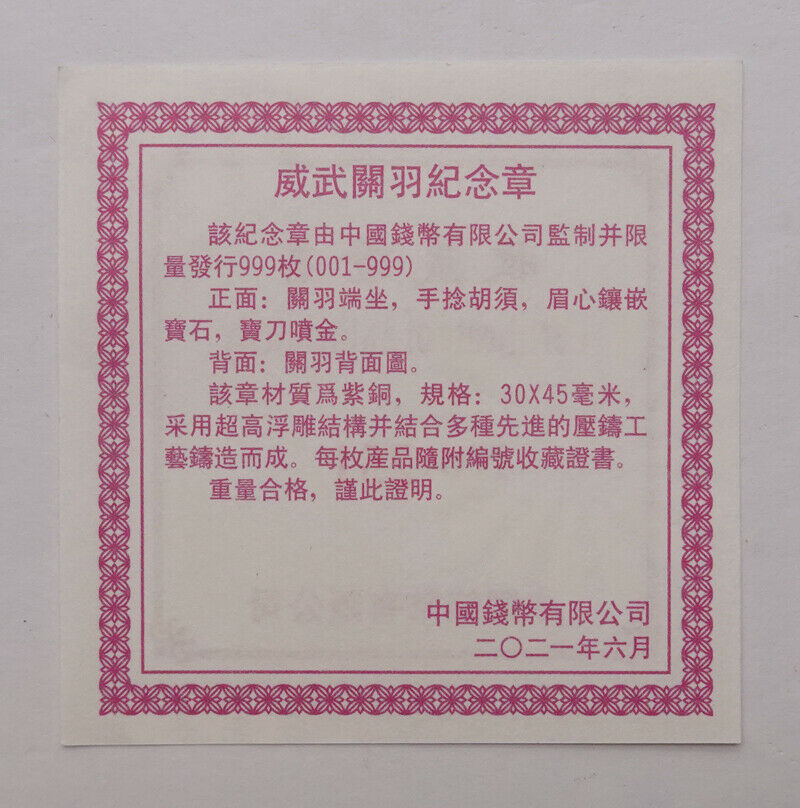 威武關羽紀念章
該紀念章由中國錢幣有限公司監制并限
量發行999枚(001-999)
正面：關羽端坐，手捻胡須，眉心鑲嵌
寶石，寶刀噴金。
背面：關羽背面圖。
該章材質爲紫銅，規格：30X45毫米，
采用超高浮雕結構并結合多種先進的壓鑄工
藝鑄造而成。每枚産品隨附編號收藏證書。
重量合格，謹此證明。
中國錢幣有限公司
二〇二一年六月